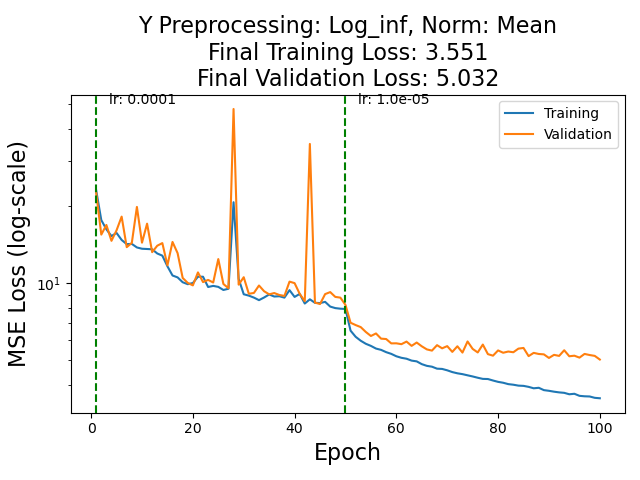 Y Preprocessing: Log_inf, Norm: Mean
Final Training Loss: 3.551
Final Validation Loss: 5.032
lr: 0.0001
lr: 1.0e-05
Training
Validation
MSE Loss (log-scale)
10¹
0
20
40
60
80
100
Epoch